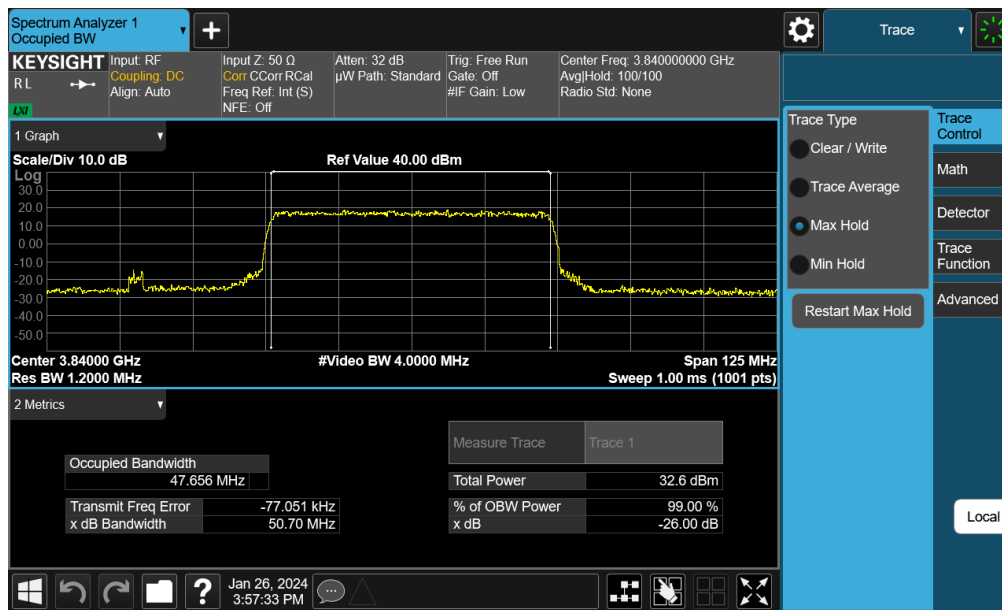 Spectrum Analyzer 1
Occupied BW
+
Trace
KEYSIGHT
R L
LXI
Input: RF
Coupling: DC
Align: Auto
Input Z: 50 Ω
Corr CCorr RCal
Freq Ref: Int (S)
NFE: Off
Atten: 32 dB
µW Path: Standard
Trig: Free Run
Gate: Off
#IF Gain: Low
Center Freq: 3.840000000 GHz
Avg|Hold: 100/100
Radio Std: None
1 Graph
Scale/Div 10.0 dB
Ref Value 40.00 dBm
Log
30.0
20.0
10.0
0.00
-10.0
-20.0
-30.0
-40.0
-50.0
Center 3.84000 GHz
#Video BW 4.0000 MHz
Span 125 MHz
Res BW 1.2000 MHz
Sweep 1.00 ms (1001 pts)
2 Metrics
Measure Trace
Trace 1
Occupied Bandwidth
47.656 MHz
Total Power
32.6 dBm
Transmit Freq Error
-77.051 kHz
% of OBW Power
99.00 %
x dB Bandwidth
50.70 MHz
x dB
-26.00 dB
Trace Type
Clear / Write
Trace Average
Max Hold
Min Hold
Restart Max Hold
Trace
Control
Math
Detector
Trace
Function
Advanced
Local
?
Jan 26, 2024
3:57:33 PM